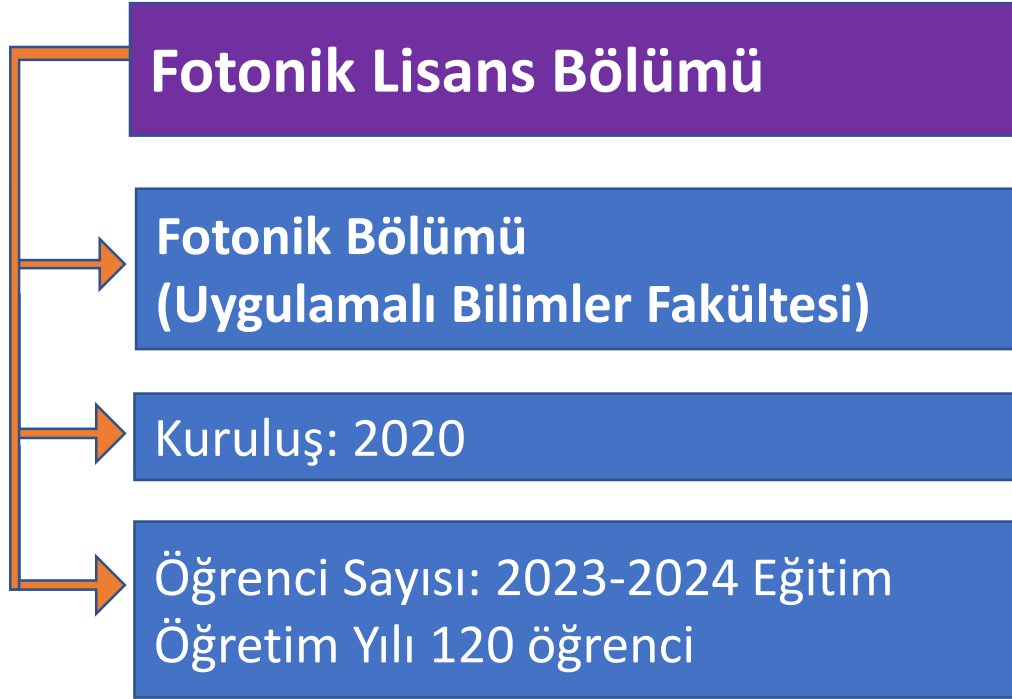 Fotonik Lisans Bölümü
Fotonik Bölümü
(Uygulamalı Bilimler Fakültesi)
Kuruluş: 2020
Öğrenci Sayısı: 2023-2024 Eğitim
Öğretim Yılı 120 öğrenci